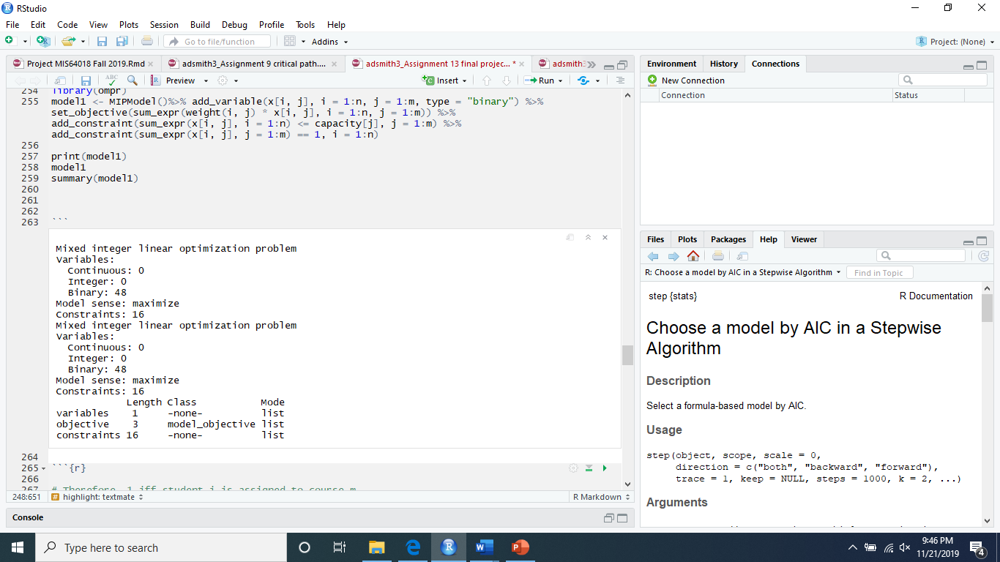 RStudio
File Edit Code View Plots Session Build Debug Profile Tools Help
Go to file/function Addins Project: (None)
Project MIS64018 Fall 2019.Rmd adsmith3_Assignment 9 critical path.... adsmith3_Assignment 13 final projec... * adsmith3
ABC Preview Insert Run
254 library(ompr)
255 model1 <- MIPModel()%>% add_variable(x[i, j], i = 1:n, j = 1:m, type = "binary") %>%
set_objective(sum_expr(weight(i, j) * x[i, j], i = 1:n, j = 1:m)) %>%
add_constraint(sum_expr(x[i, j], i = 1:n) <= capacity[j], j = 1:m) %>%
add_constraint(sum_expr(x[i, j], j = 1:m) == 1, i = 1:n)
256
257 print(model1)
258 model1
259 summary(model1)
260
261
262
263 ```
Mixed integer linear optimization problem
Variables:
Continuous: 0
Integer: 0
Binary: 48
Model sense: maximize
Constraints: 16
Mixed integer linear optimization problem
Variables:
Continuous: 0
Integer: 0
Binary: 48
Model sense: maximize
Constraints: 16
Length Class Mode
variables 1 -none- list
objective 3 model_objective list
constraints 16 -none- list
264
265 ```{r}
266
267 # Therefore, 1 iff student i is assigned to course m
248:651 # highlight: textmate R Markdown
Console
Environment History Connections
New Connection
Connection Status
Files Plots Packages Help Viewer
R: Choose a model by AIC in a Stepwise Algorithm Find in Topic
step {stats} R Documentation
Choose a model by AIC in a Stepwise
Algorithm
Description
Select a formula-based model by AIC.
Usage
step(object, scope, scale = 0,
direction = c("both", "backward", "forward"),
trace = 1, keep = NULL, steps = 1000, k = 2, ...)
Arguments
Type here to search
9:46 PM
11/21/2019
4